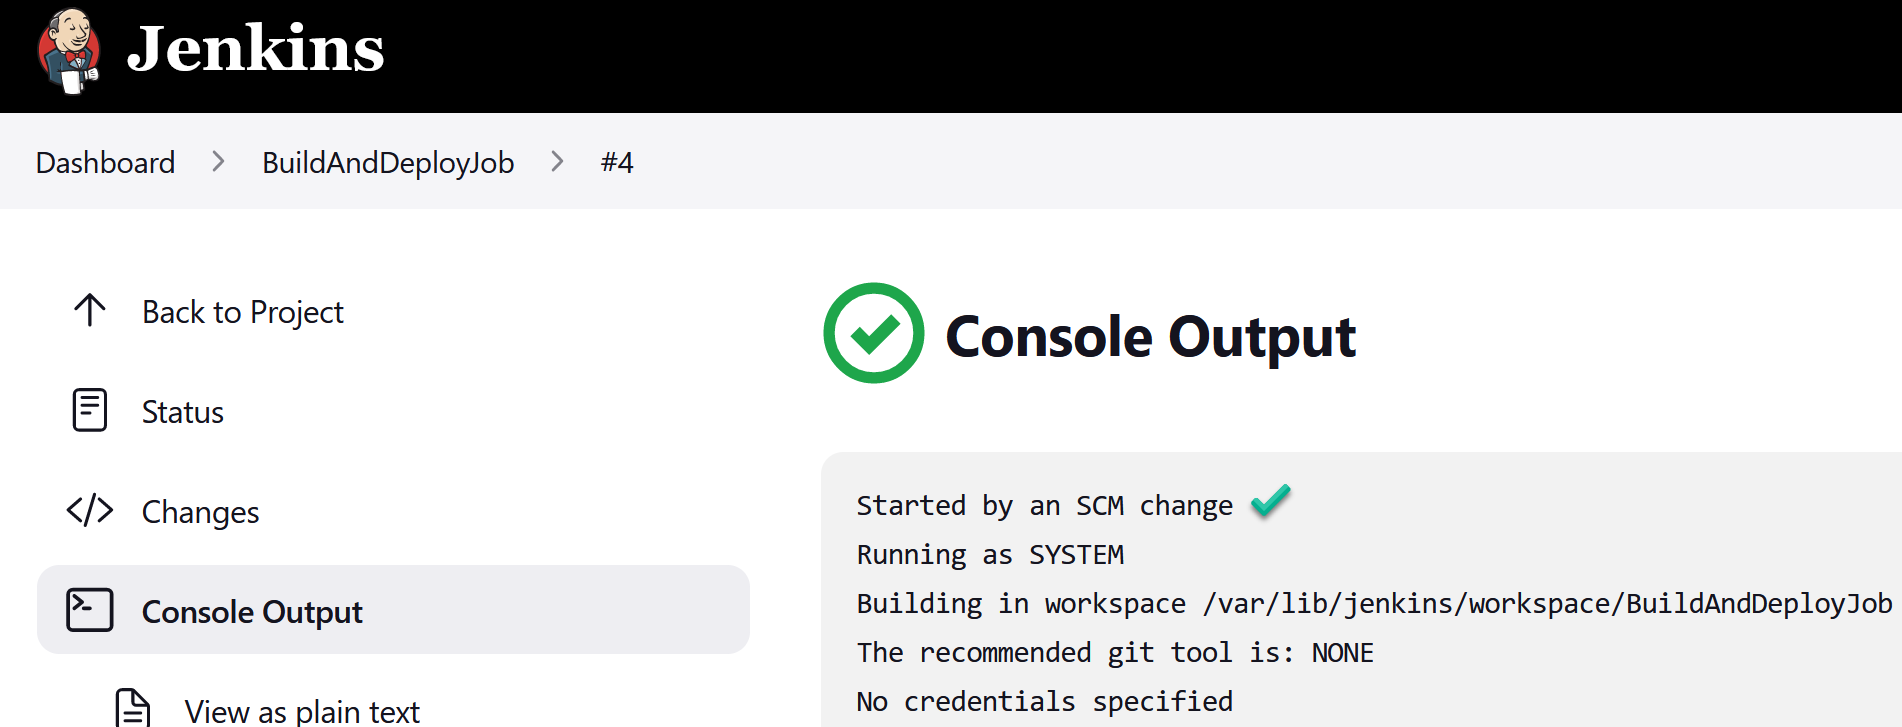 Jenkins
Dashboard > BuildAndDeployJob > #4
Back to Project
Status
Changes
Console Output
View as plain text
Console Output
Started by an SCM change
Running as SYSTEM
Building in workspace /var/lib/jenkins/workspace/BuildAndDeployJob
The recommended git tool is: NONE
No credentials specified